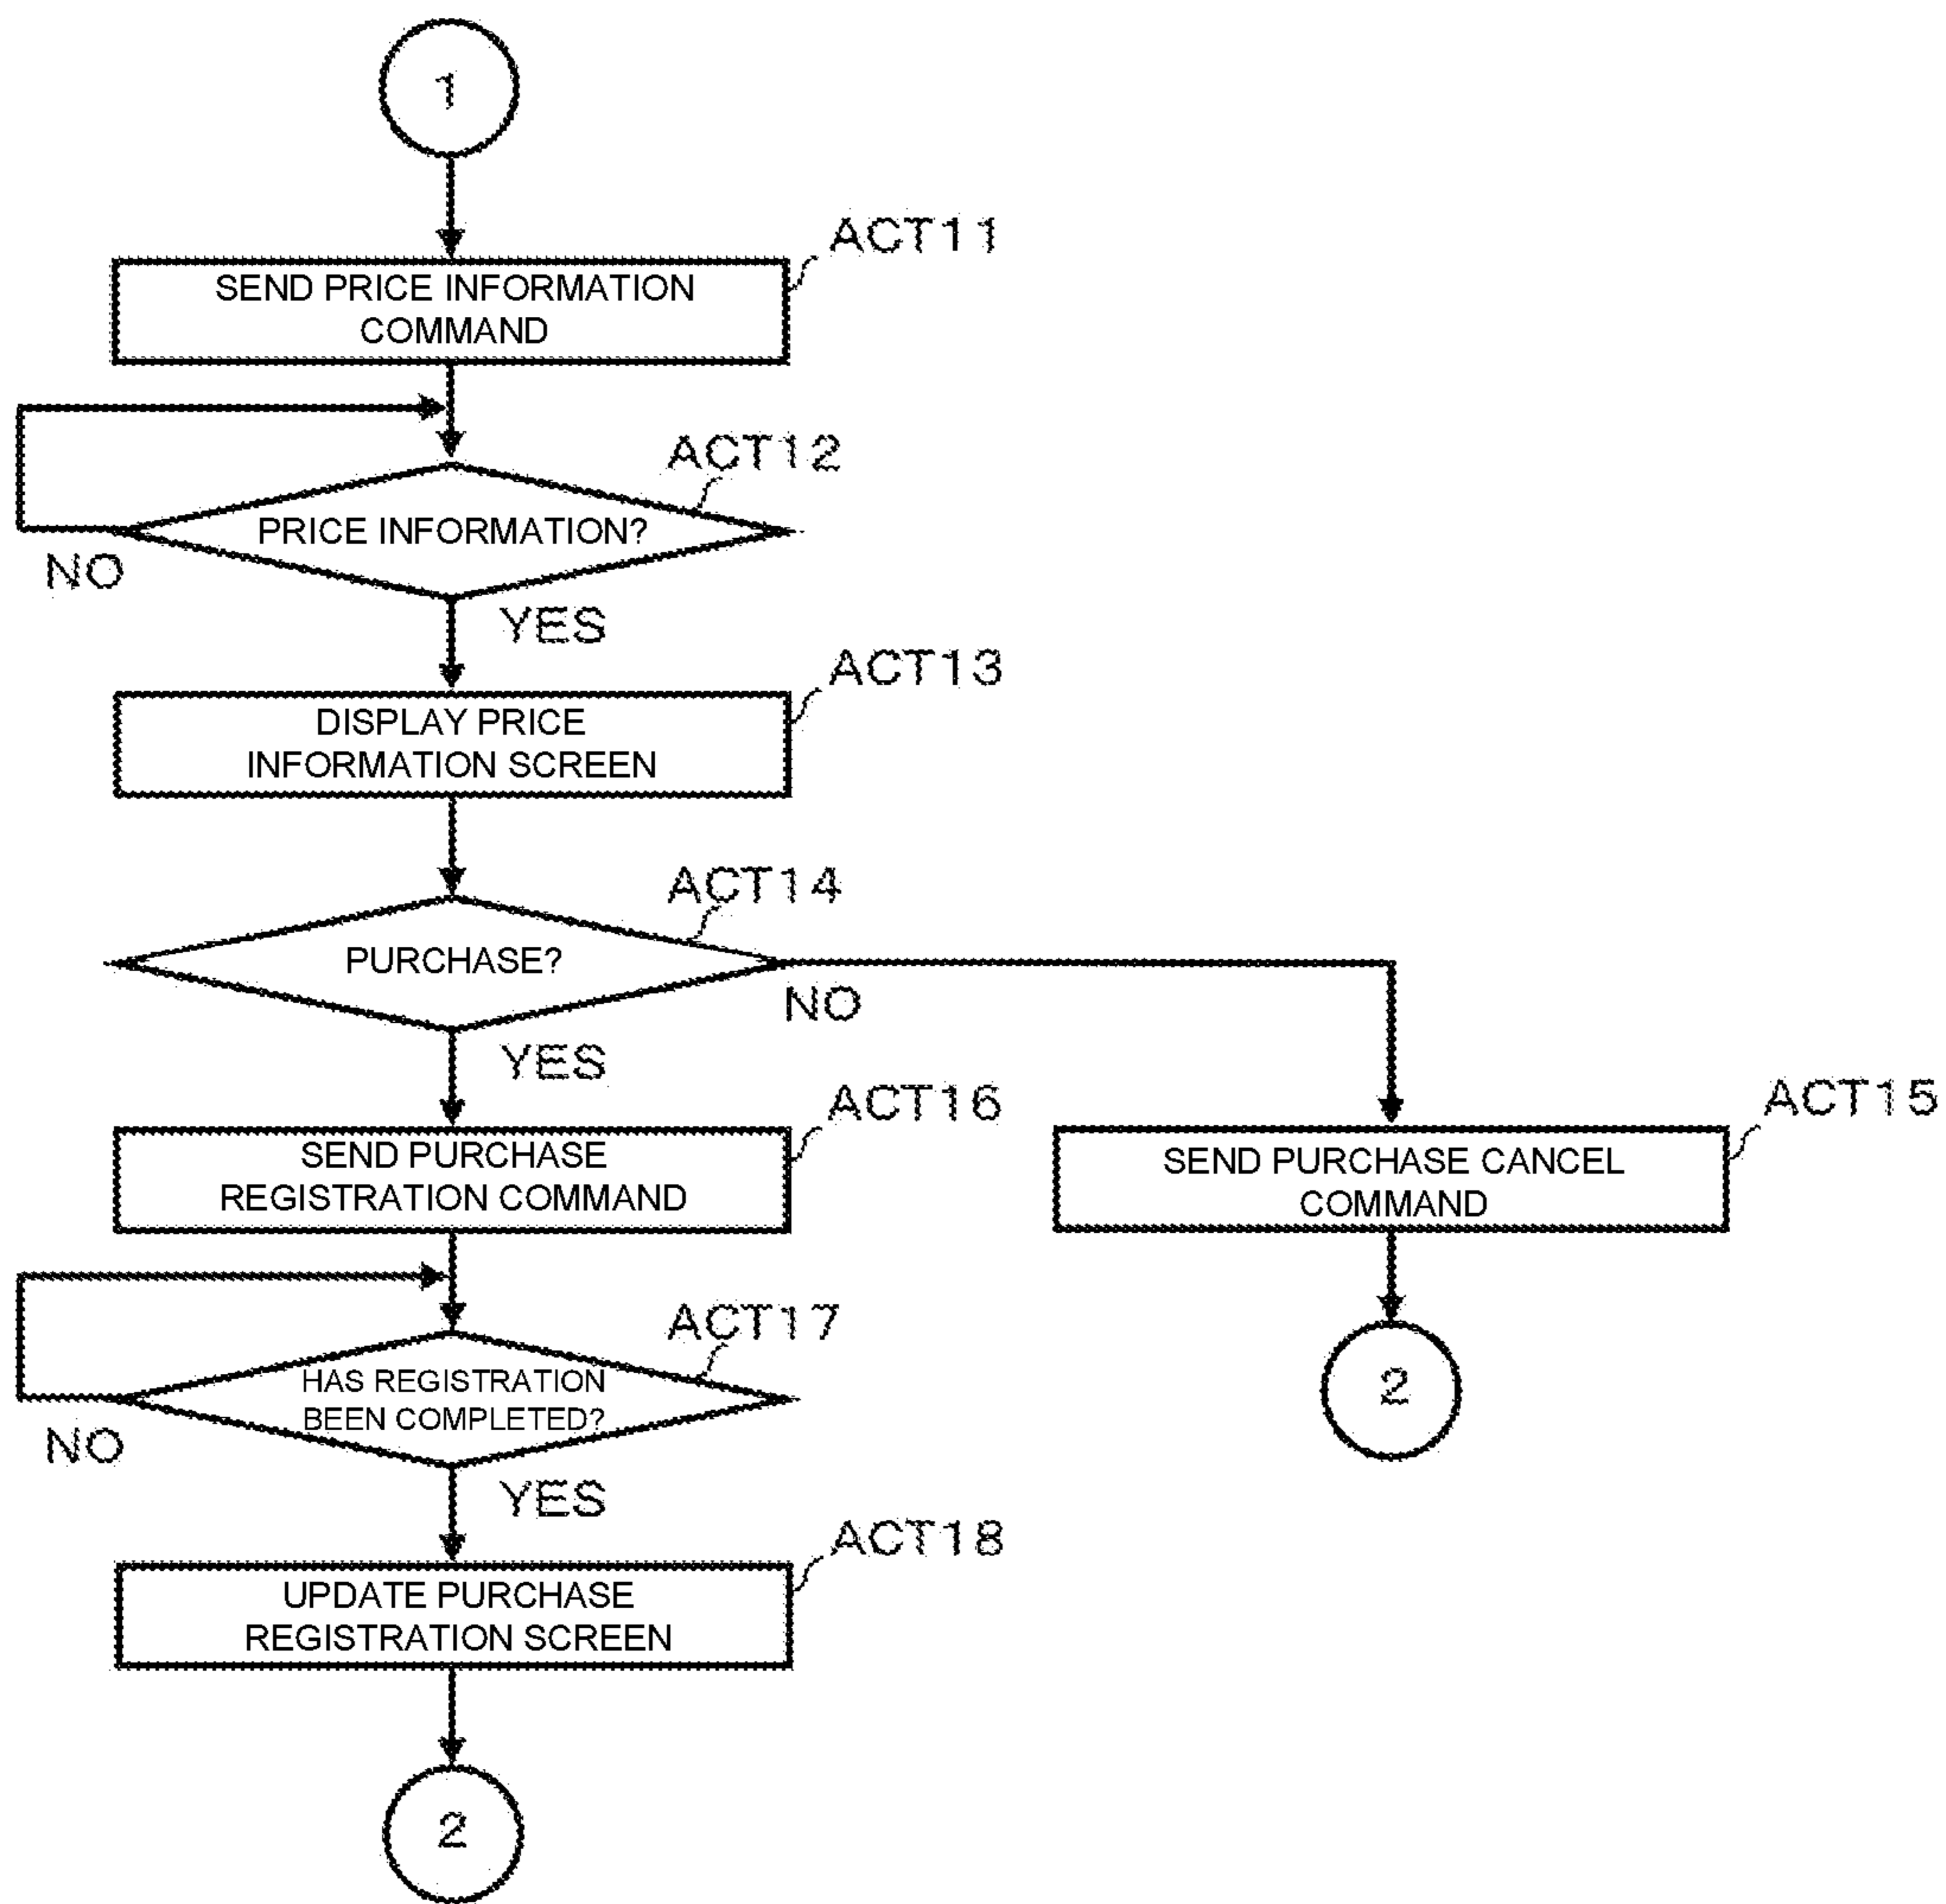 1
ACT11
SEND PRICE INFORMATION
COMMAND
ACT12
PRICE INFORMATION?
NO
YES
ACT13
DISPLAY PRICE
INFORMATION SCREEN
ACT14
PURCHASE?
NO
YES
ACT16
SEND PURCHASE
REGISTRATION COMMAND
ACT15
SEND PURCHASE CANCEL
COMMAND
2
ACT17
HAS REGISTRATION
BEEN COMPLETED?
NO
YES
ACT18
UPDATE PURCHASE
REGISTRATION SCREEN
2